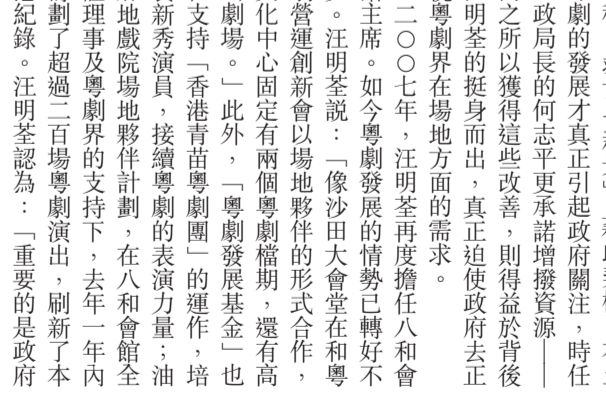 劇的發展才真正引起政府關注，時任
政局長的何志平更承諾增撥資源——
之所以獲得這些改善，則得益於背後
明荃的挺身而出，真正迫使政府去正
粵劇界在場地方面的需求。
二〇〇七年，汪明荃再度擔任八和會
主席。如今粵劇發展的情勢已轉好不
。汪明荃說：「像沙田大會堂在和粵
營運創新會以場地夥伴的形式合作，
化中心固定有兩個粵劇檔期，還有高
劇場。」此外，「粵劇發展基金」也
支持「香港青苗粵劇團」的運作，培
新秀演員，接續粵劇的表演力量；油
地戲院場地夥伴計劃，在八和會館全
理事及粵劇界的支持下，去年一年內
劃了超過二百場粵劇演出，刷新了本
紀錄。汪明荃認為：「重要的是政府